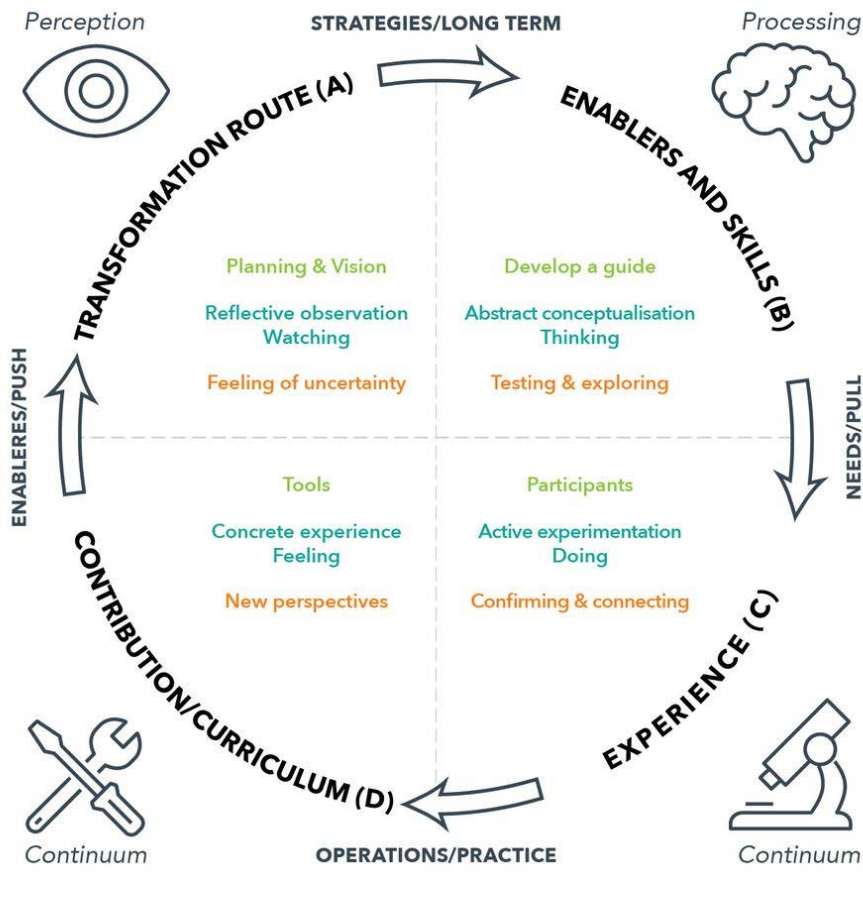 Perception
STRATEGIES/LONG TERM
Processing
TRANSFORMATION ROUTE (A)
ENABLERS AND SKILLS (B)
Planning & Vision
Reflective observation
Watching
Feeling of uncertainty
Develop a guide
Abstract conceptualisation
Thinking
Testing & exploring
ENABLERES/PUSH
NEEDS/PULL
Tools
Concrete experience
Feeling
New perspectives
Participants
Active experimentation
Doing
Confirming & connecting
CONTRIBUTION/CURRICULUM (D)
EXPERIENCE (C)
Continuum
OPERATIONS/PRACTICE
Continuum